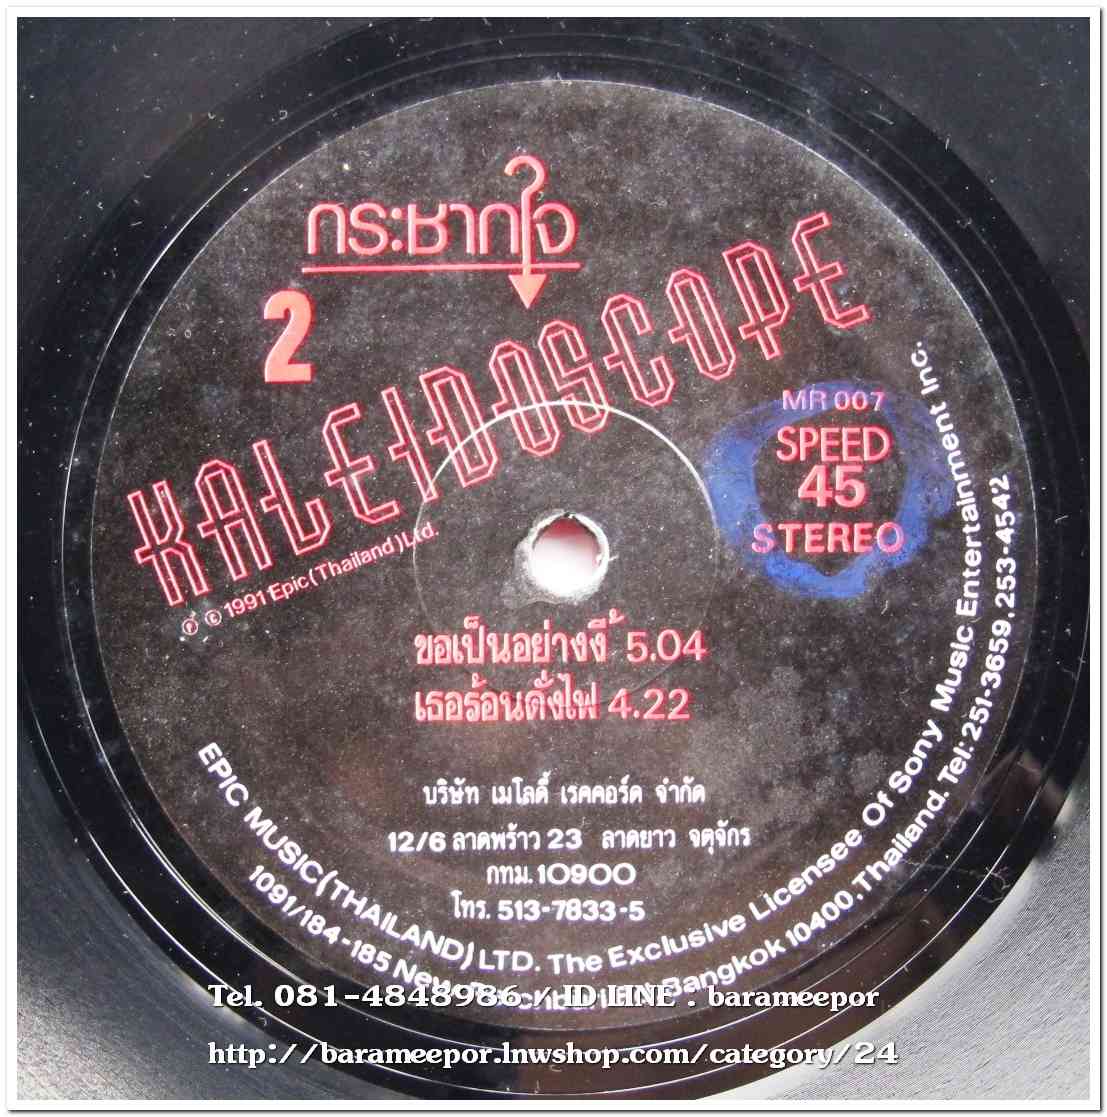 กระชากใจ
2
KALEIDOSCOPE
℗ © 1991 Epic (Thailand) Ltd.
MR 007
SPEED
45
STEREO
ขอเป็นอย่างงี้ 5.04
เธอร้อนดั่งไฟ 4.22
บริษัท เมโลดี้ เรคคอร์ด จำกัด
12/6 ลาดพร้าว 23 ลาดยาว จตุจักร
กทม. 10900
โทร. 513-7833-5
EPIC MUSIC (THAILAND) LTD. The Exclusive Licensee Of Sony Music Entertainment Inc.
1091/184-185 New Bangkok 10400. Thailand. Tel: 251-3659, 253-4542
Tel. 081-4848986 / ID LINE : barameepor
http://barameepor.lnwshop.com/category/24